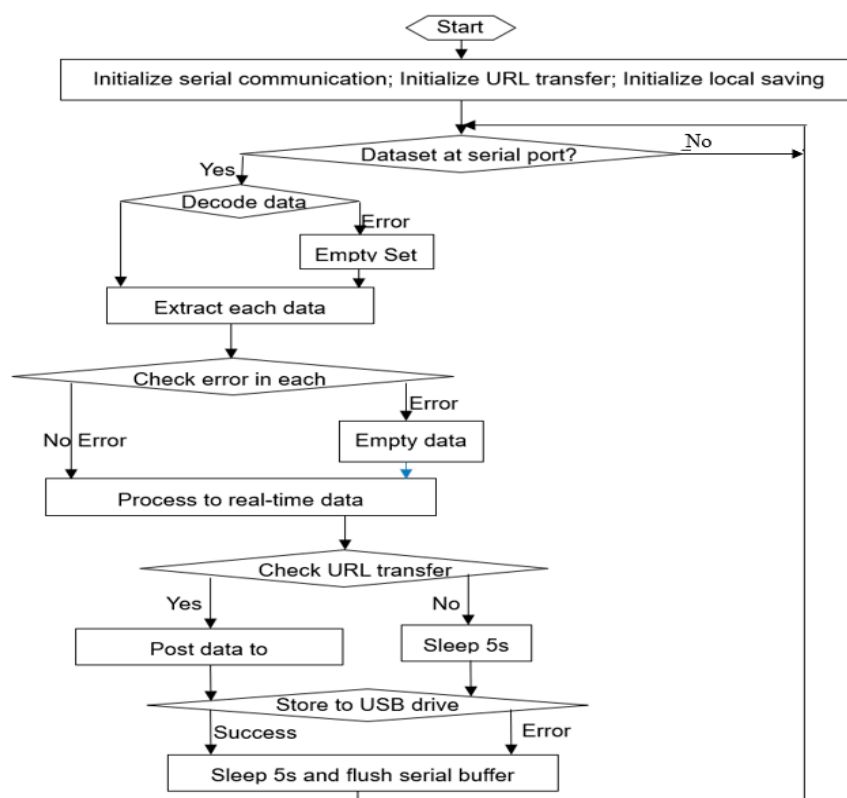 Start
Initialize serial communication; Initialize URL transfer; Initialize local saving
Dataset at serial port?
No
Yes
Decode data
Error
Empty Set
Extract each data
Check error in each
Error
No Error
Empty data
Process to real-time data
Check URL transfer
Yes
No
Post data to
Sleep 5s
Store to USB drive
Success
Error
Sleep 5s and flush serial buffer